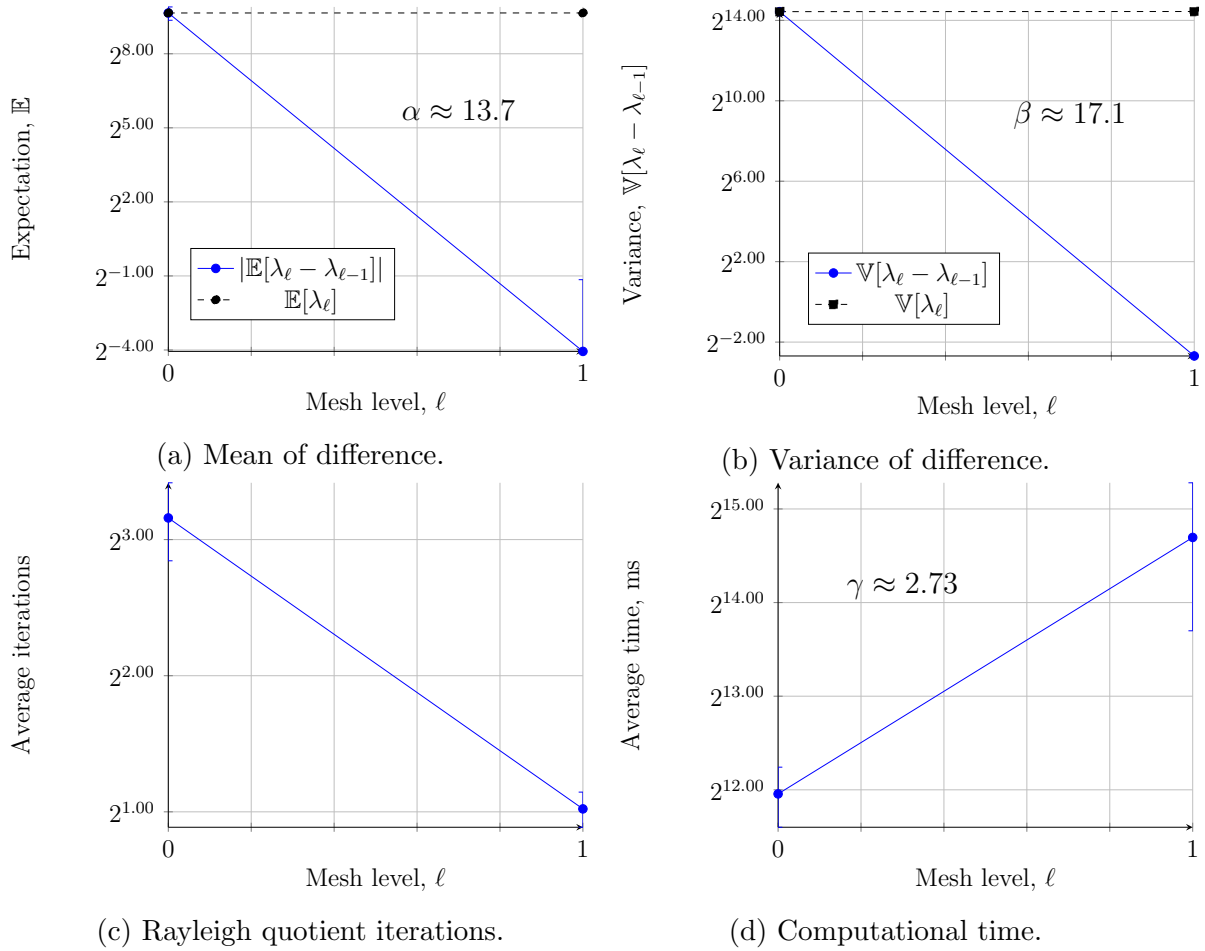 Expectation, 𝔼
2^{8.00}
2^{5.00}
2^{2.00}
2^{−1.00}
2^{−4.00}
α ≈ 13.7
|𝔼[λ_ℓ − λ_{ℓ−1}]|
𝔼[λ_ℓ]
0
1
Mesh level, ℓ
(a) Mean of difference.
Variance, 𝕍[λ_ℓ − λ_{ℓ−1}]
2^{14.00}
2^{10.00}
2^{6.00}
2^{2.00}
2^{−2.00}
β ≈ 17.1
𝕍[λ_ℓ − λ_{ℓ−1}]
𝕍[λ_ℓ]
0
1
Mesh level, ℓ
(b) Variance of difference.
Average iterations
2^{3.00}
2^{2.00}
2^{1.00}
0
1
Mesh level, ℓ
(c) Rayleigh quotient iterations.
Average time, ms
2^{15.00}
2^{14.00}
2^{13.00}
2^{12.00}
γ ≈ 2.73
0
1
Mesh level, ℓ
(d) Computational time.